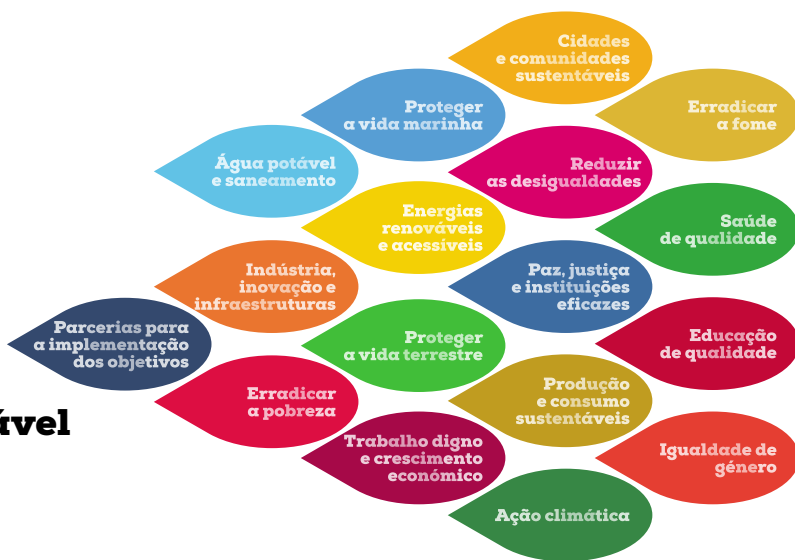 Cidades
e comunidades
sustentáveis
Proteger
a vida marinha
Erradicar
a fome
Água potável
e saneamento
Reduzir
as desigualdades
Energias
renováveis
e acessíveis
Saúde
de qualidade
Indústria,
inovação e
infraestruturas
Paz, justiça
e instituições
eficazes
Parcerias para
a implementação
dos objetivos
Proteger
a vida terrestre
Educação
de qualidade
Erradicar
a pobreza
Produção
e consumo
sustentáveis
ável
Trabalho digno
e crescimento
económico
Igualdade de
género
Ação climática